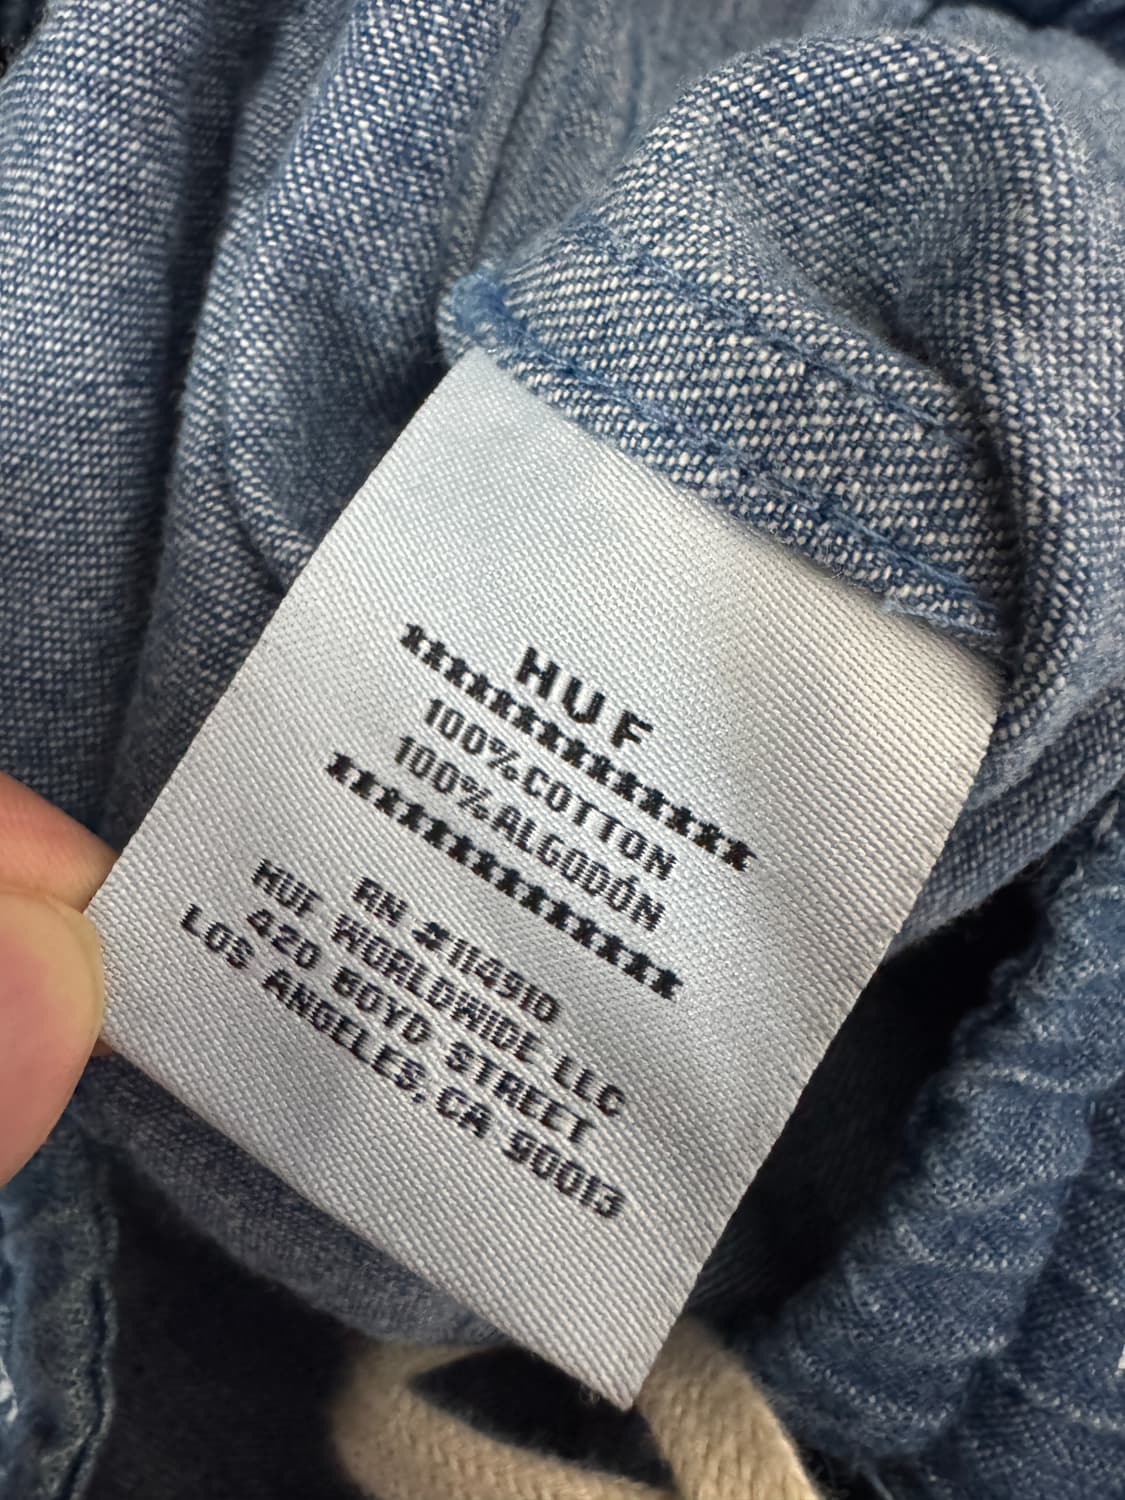 HUF
*****************
100%COTTON
100%ALGODÓN
*****************
RN #114910
HUF WORLDWIDE LLC
420 BOYD STREET
LOS ANGELES, CA 90013